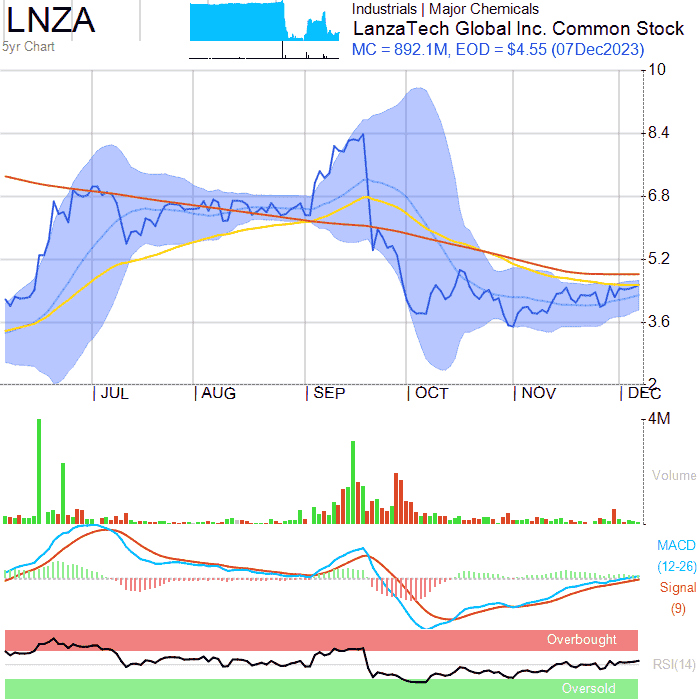 LNZA
5yr Chart
Industrials | Major Chemicals
LanzaTech Global Inc. Common Stock
MC = 892.1M, EOD = $4.55 (07Dec2023)
10
8.4
6.8
5.2
3.6
2
JUL AUG SEP OCT NOV DEC
4M
Volume
MACD
(12-26)
Signal
(9)
Overbought
RSI(14)
Oversold